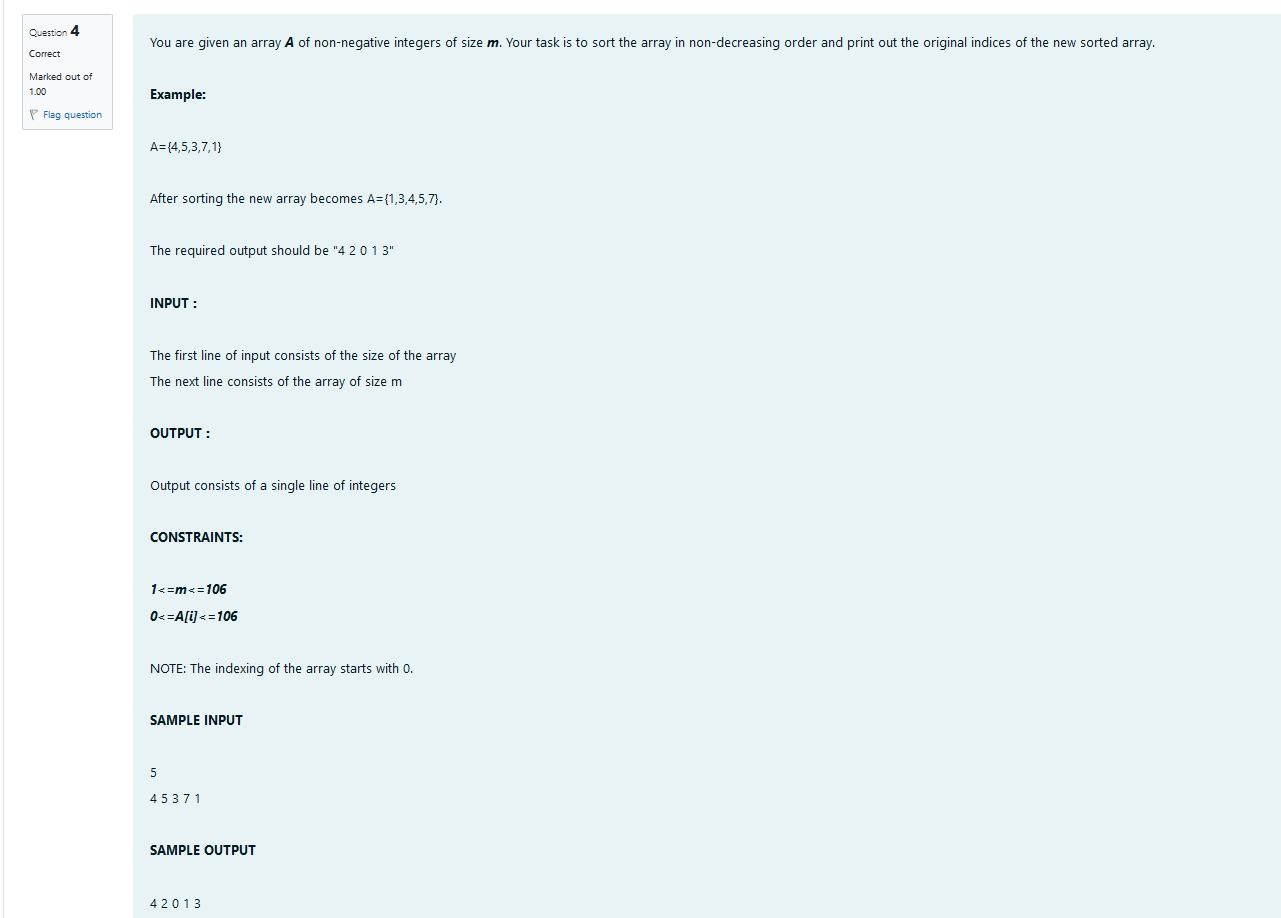 Question 4
Correct
Marked out of
1.00
Flag question
You are given an array A of non-negative integers of size m. Your task is to sort the array in non-decreasing order and print out the original indices of the new sorted array.
Example:
A={4,5,3,7,1}
After sorting the new array becomes A={1,3,4,5,7}.
The required output should be "4 2 0 1 3"
INPUT :
The first line of input consists of the size of the array
The next line consists of the array of size m
OUTPUT :
Output consists of a single line of integers
CONSTRAINTS:
1<=m<=106
0<=A[i]<=106
NOTE: The indexing of the array starts with 0.
SAMPLE INPUT
5
4 5 3 7 1
SAMPLE OUTPUT
4 2 0 1 3